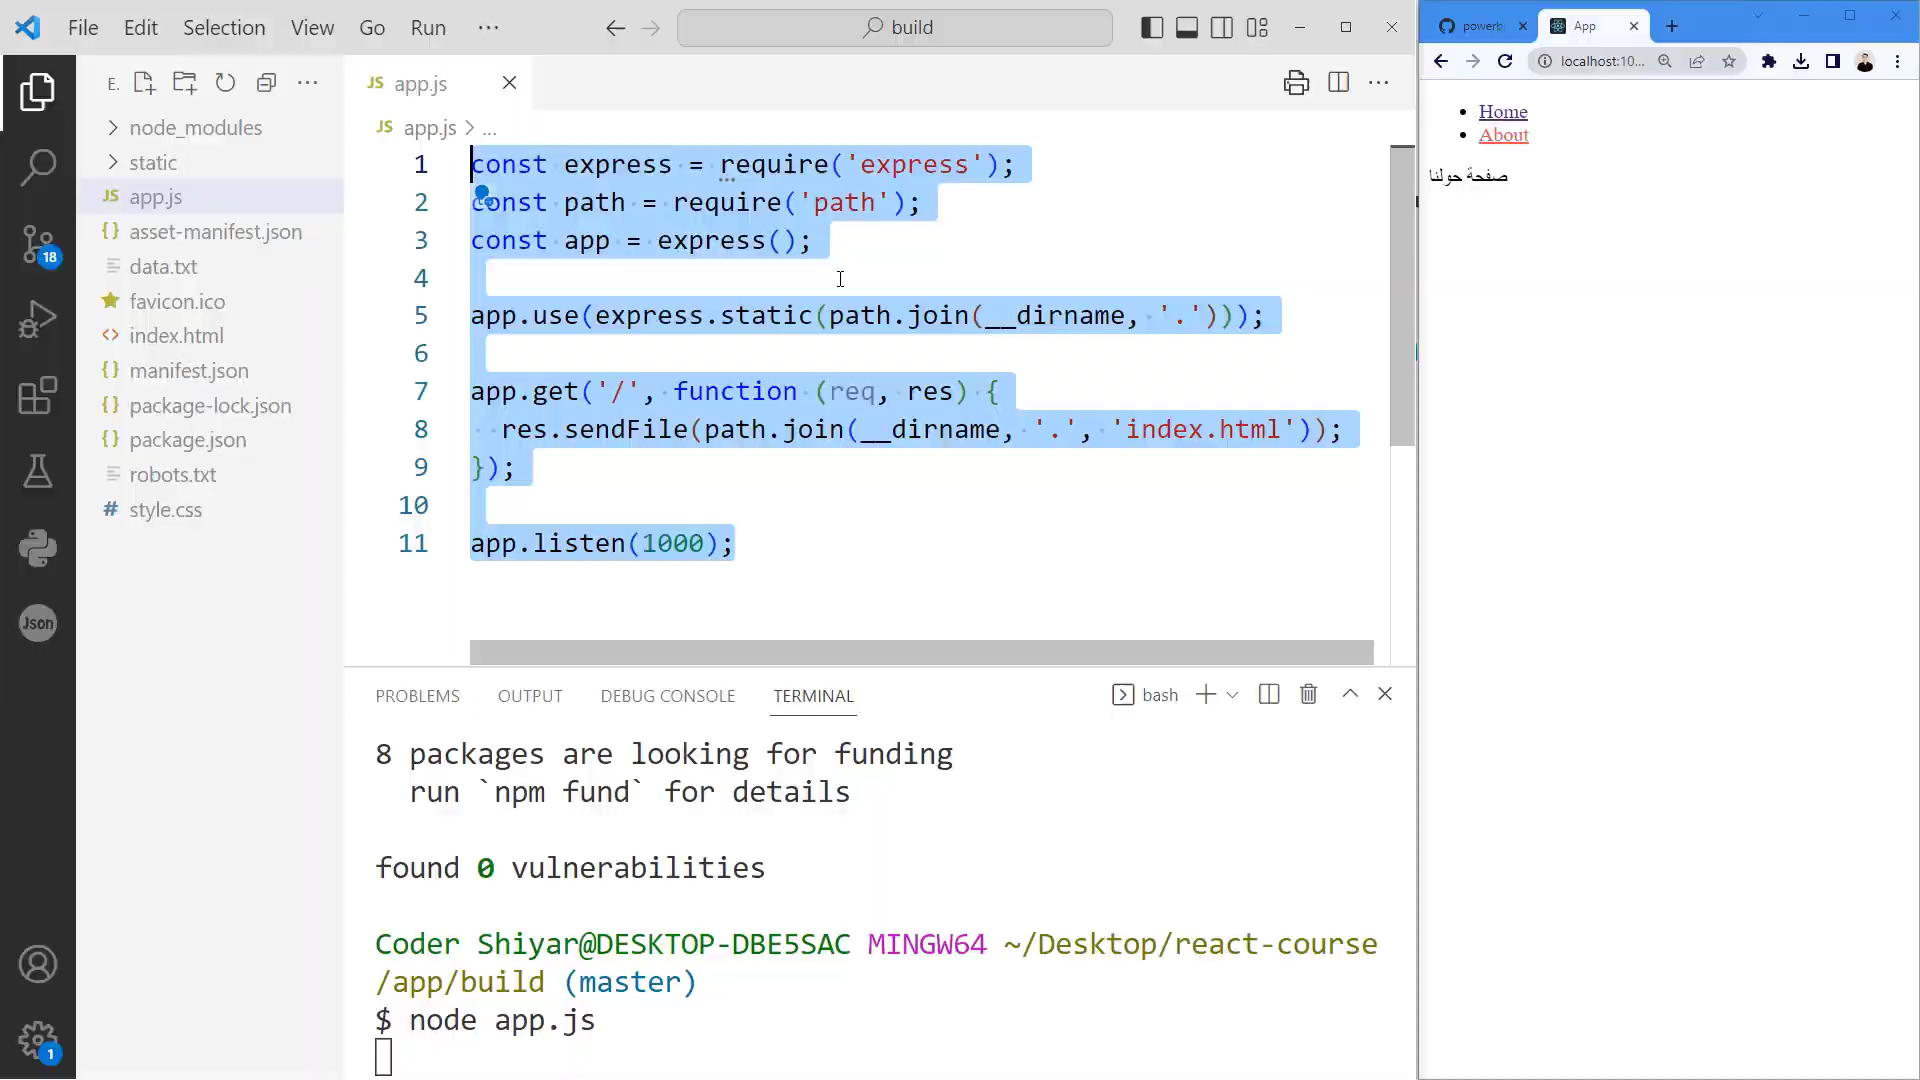 File Edit Selection View Go Run ...
build
E.
node_modules
static
JS app.js
{} asset-manifest.json
data.txt
favicon.ico
<> index.html
{} manifest.json
{} package-lock.json
{} package.json
robots.txt
# style.css
18
Json
1
JS app.js
JS app.js > ...
1 const express = require('express');
2 const path = require('path');
3 const app = express();
4
5 app.use(express.static(path.join(__dirname, '.')));
6
7 app.get('/', function (req, res) {
8 res.sendFile(path.join(__dirname, '.', 'index.html'));
9 });
10
11 app.listen(1000);
PROBLEMS OUTPUT DEBUG CONSOLE TERMINAL
bash
8 packages are looking for funding
run `npm fund` for details
found 0 vulnerabilities
Coder Shiyar@DESKTOP-DBE5SAC MINGW64 ~/Desktop/react-course
/app/build (master)
$ node app.js
powerb
App
localhost:10...
Home
About
صفحة حولنا